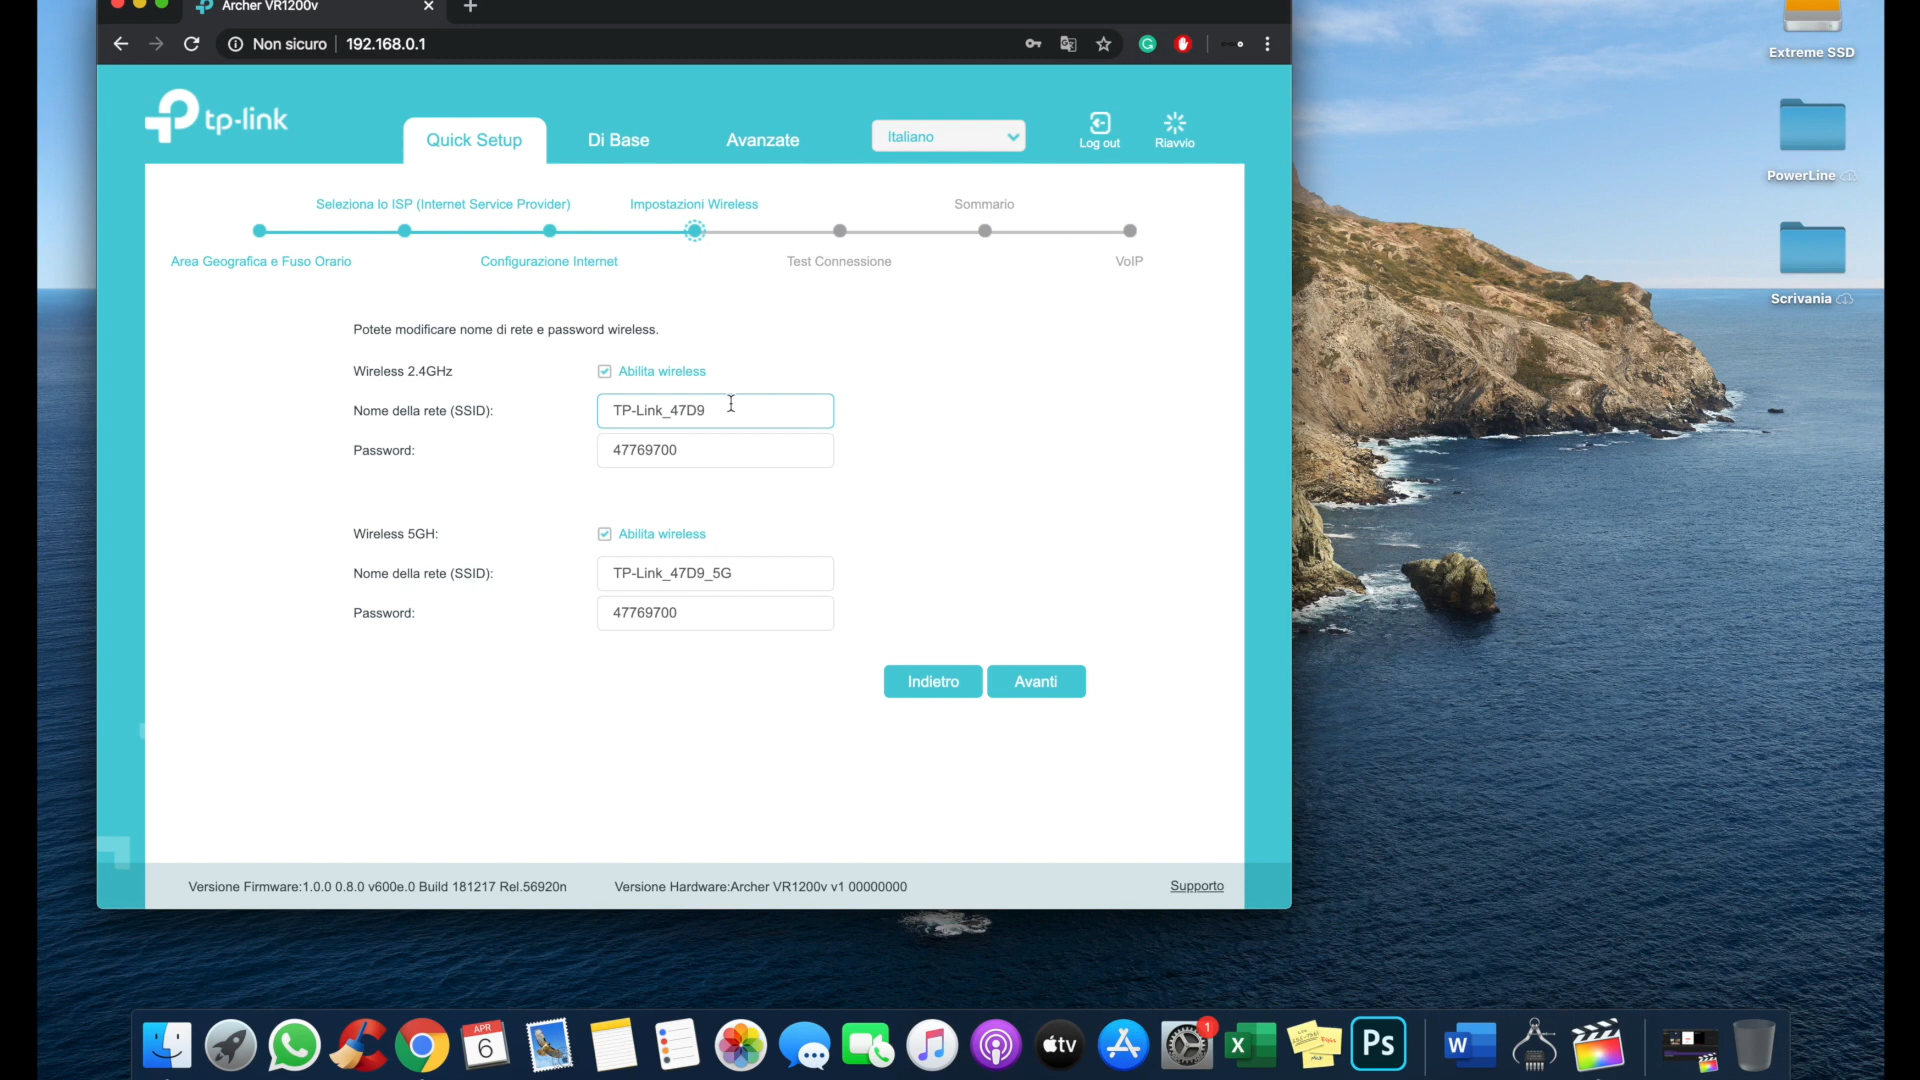 Archer VR1200v
Non sicuro 192.168.0.1
Extreme SSD
PowerLine
Scrivania
tp-link
Quick Setup
Di Base
Avanzate
Italiano
Log out
Riavvio
Seleziona lo ISP (Internet Service Provider)
Impostazioni Wireless
Sommario
Area Geografica e Fuso Orario
Configurazione Internet
Test Connessione
VoIP
Potete modificare nome di rete e password wireless.
Wireless 2.4GHz
Abilita wireless
Nome della rete (SSID):
TP-Link_47D9
Password:
47769700
Wireless 5GH:
Abilita wireless
Nome della rete (SSID):
TP-Link_47D9_5G
Password:
47769700
Indietro
Avanti
Versione Firmware:1.0.0 0.8.0 v600e.0 Build 181217 Rel.56920n
Versione Hardware:Archer VR1200v v1 00000000
Supporto
APR
6
tv
1
X
Ps
W